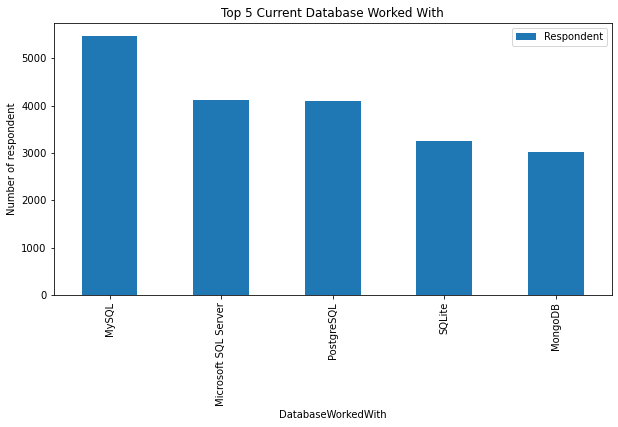 Top 5 Current Database Worked With
Respondent
Number of respondent
5000
4000
3000
2000
1000
0
MySQL
Microsoft SQL Server
PostgreSQL
SQLite
MongoDB
DatabaseWorkedWith